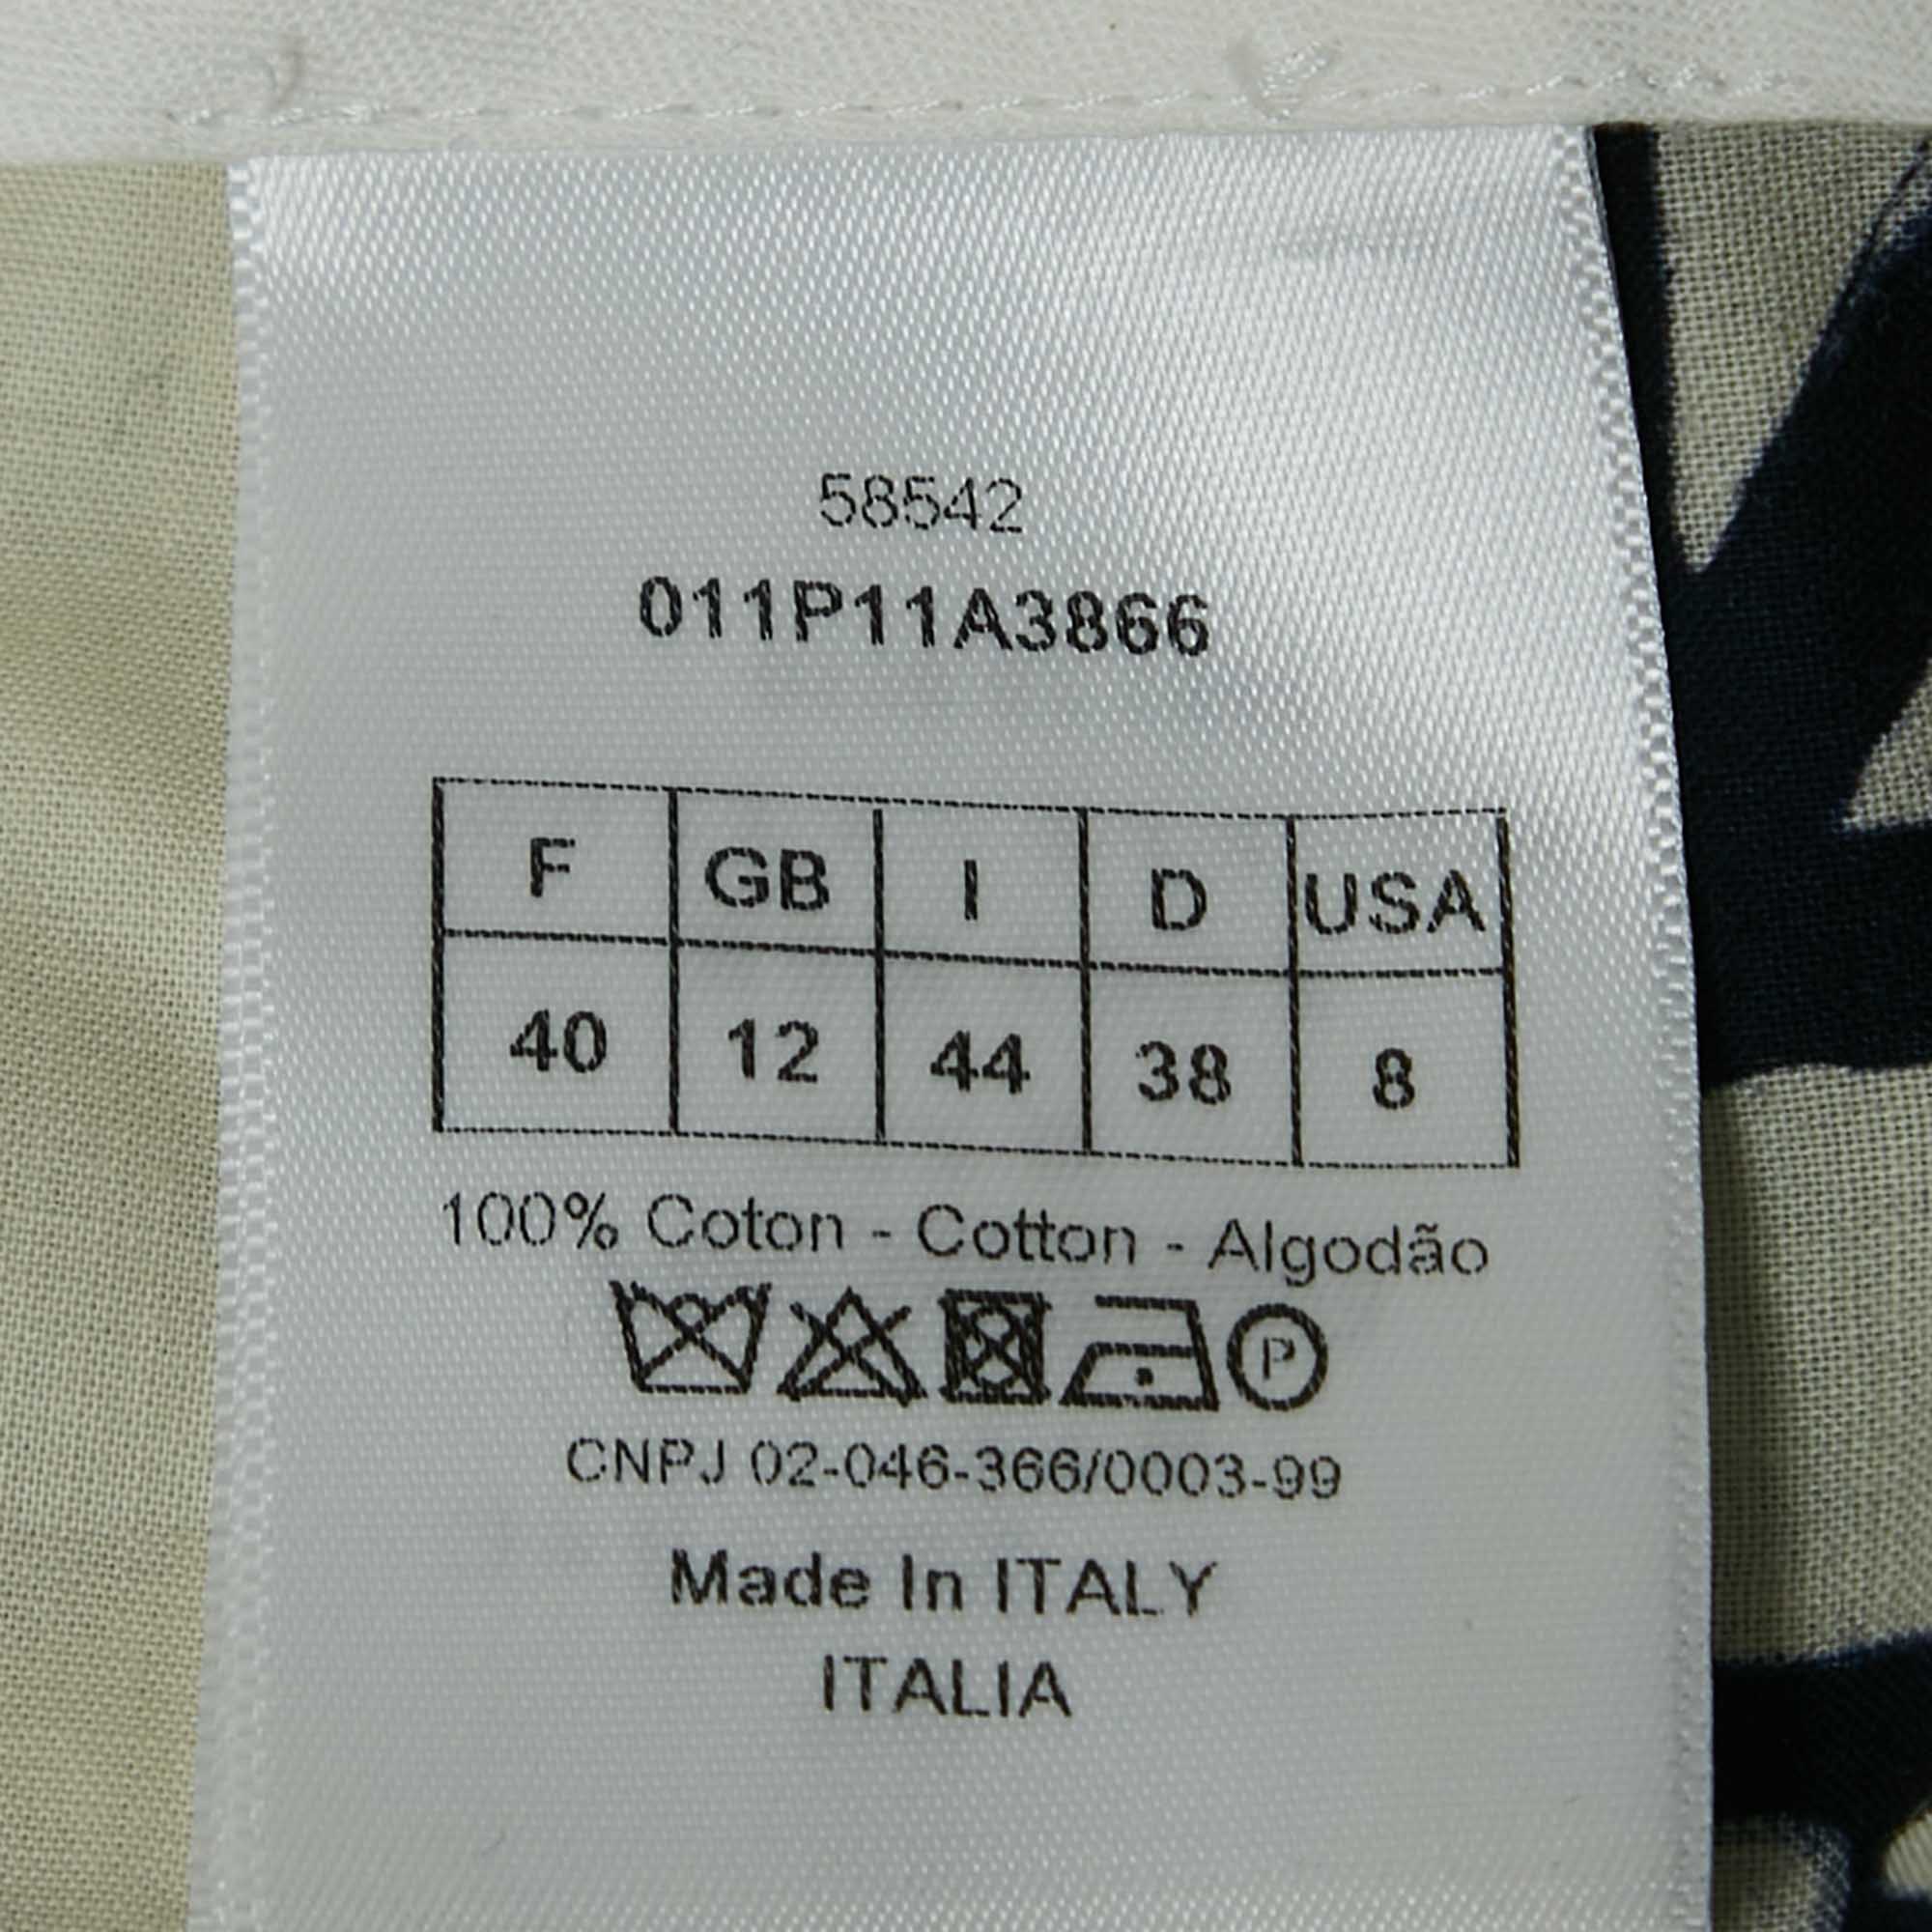 58542
011P11A3866
F GB I D USA
40 12 44 38 8
100% Coton - Cotton - Algodão
P
CNPJ 02-046-366/0003-99
Made In ITALY
ITALIA